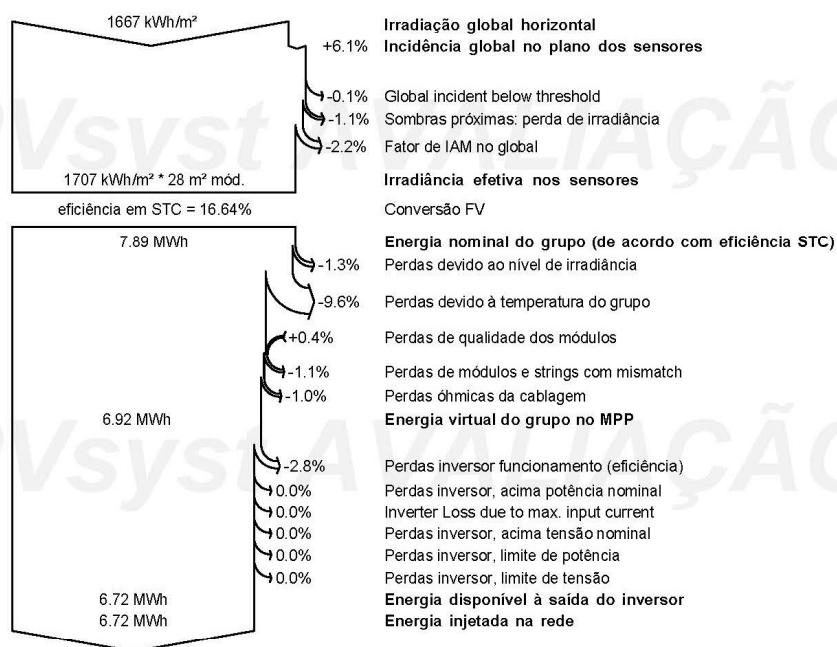 1667 kWh/m² Irradiação global horizontal
+6.1% Incidência global no plano dos sensores
-0.1% Global incident below threshold
-1.1% Sombras próximas: perda de irradiância
-2.2% Fator de IAM no global
1707 kWh/m² * 28 m² mód. Irradiância efetiva nos sensores
eficiência em STC = 16.64% Conversão FV
7.89 MWh Energia nominal do grupo (de acordo com eficiência STC)
-1.3% Perdas devido ao nível de irradiância
-9.6% Perdas devido à temperatura do grupo
+0.4% Perdas de qualidade dos módulos
-1.1% Perdas de módulos e strings com mismatch
-1.0% Perdas óhmicas da cablagem
6.92 MWh Energia virtual do grupo no MPP
-2.8% Perdas inversor funcionamento (eficiência)
0.0% Perdas inversor, acima potência nominal
0.0% Inverter Loss due to max. input current
0.0% Perdas inversor, acima tensão nominal
0.0% Perdas inversor, limite de potência
0.0% Perdas inversor, limite de tensão
6.72 MWh Energia disponível à saída do inversor
6.72 MWh Energia injetada na rede
PVsyst AVALIAÇÃO
PVsyst AVALIAÇÃO